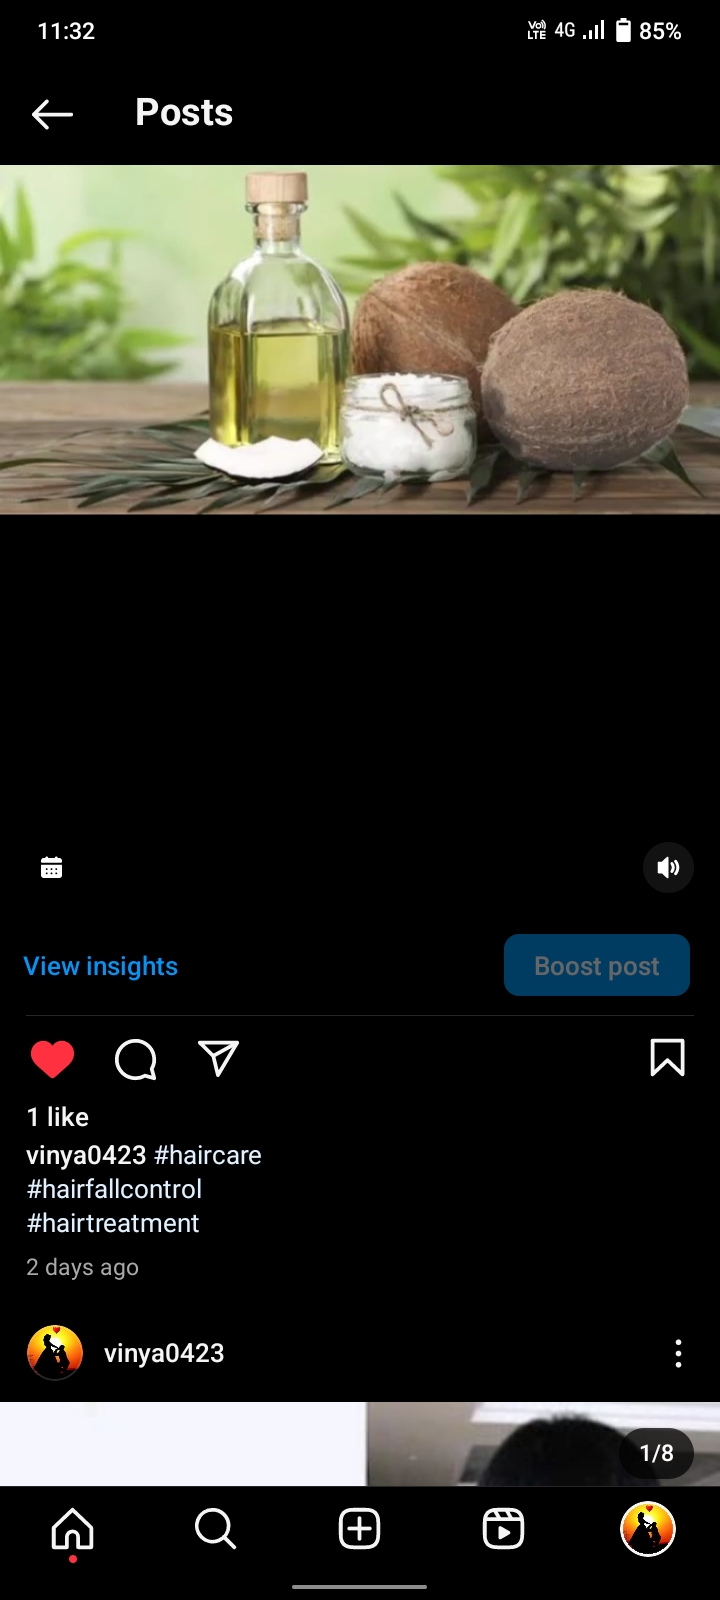 11:32
Vo) LTE 4G 85%
Posts
View insights
Boost post
1 like
vinya0423 #haircare
#hairfallcontrol
#hairtreatment
2 days ago
vinya0423
1/8